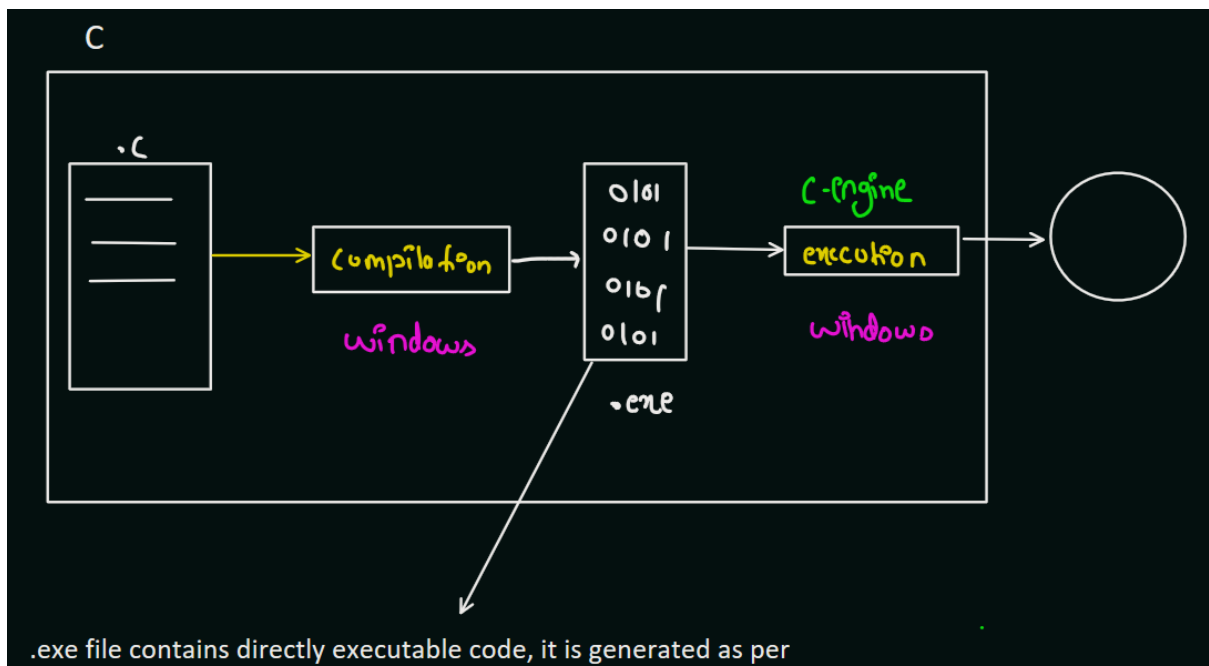 C
.C
compilation
windows
0101
0101
0101
0101
.exe
C-engine
execution
windows
.exe file contains directly executable code, it is generated as per